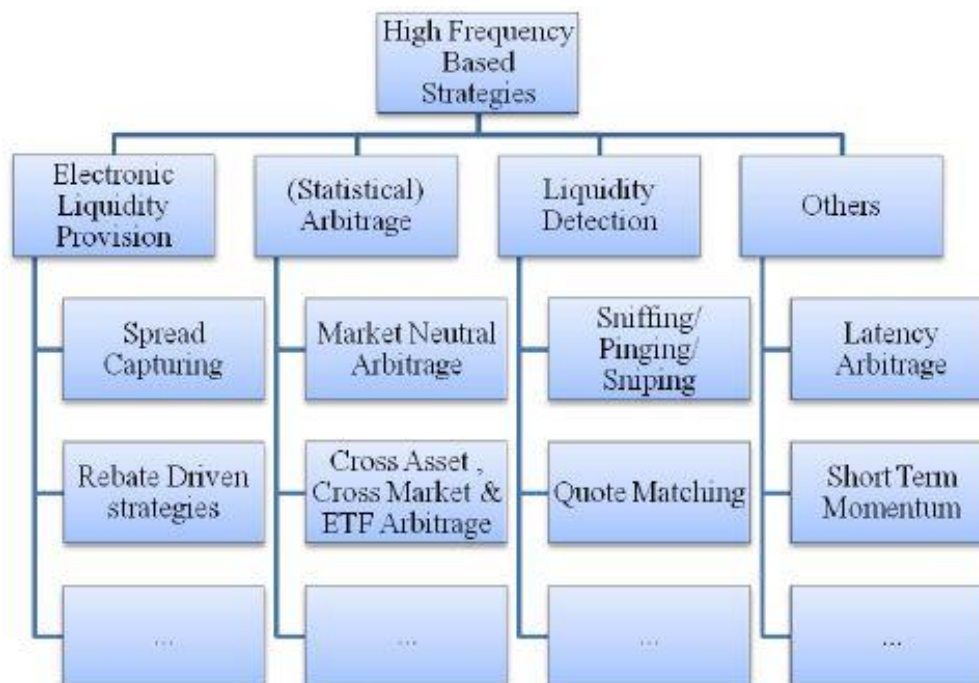 High Frequency
Based
Strategies
Electronic
Liquidity
Provision
(Statistical)
Arbitrage
Liquidity
Detection
Others
Spread
Capturing
Market Neutral
Arbitrage
Sniffing/
Pinging/
Sniping
Latency
Arbitrage
Rebate Driven
strategies
Cross Asset ,
Cross Market &
ETF Arbitrage
Quote Matching
Short Term
Momentum
...
...
...
...